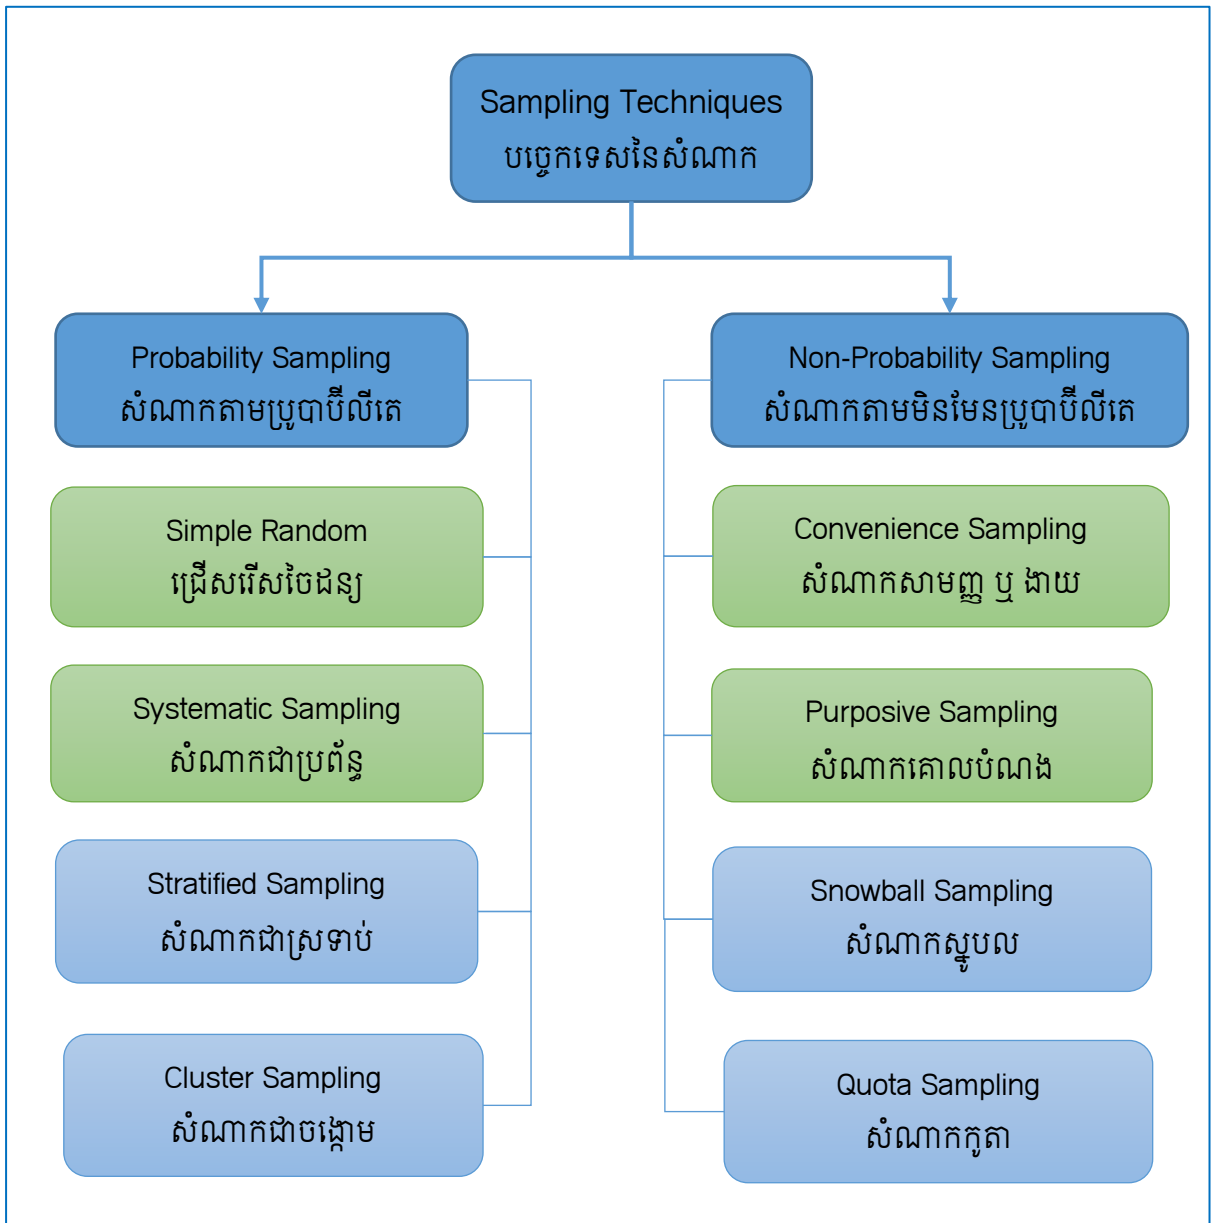 Sampling Techniques
បច្ចេកទេសនៃសំណាក
Probability Sampling
សំណាកតាមប្រូបាប៊ីលីតេ
Non-Probability Sampling
សំណាកតាមមិនមែនប្រូបាប៊ីលីតេ
Simple Random
ជ្រើសរើសចៃដន្យ
Convenience Sampling
សំណាកសាមញ្ញ ឬ ងាយ
Systematic Sampling
សំណាកជាប្រព័ន្ធ
Purposive Sampling
សំណាកគោលបំណង
Stratified Sampling
សំណាកជាស្រទាប់
Snowball Sampling
សំណាកស្នូបល
Cluster Sampling
សំណាកជាចង្កោម
Quota Sampling
សំណាកកូតា